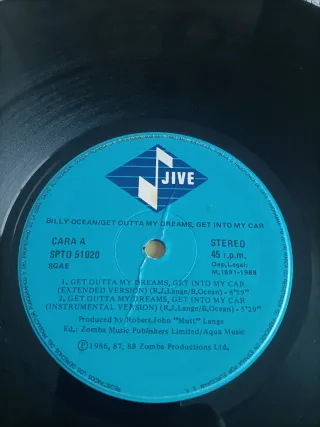 JIVE
BILLY OCEAN/GET OUTTA MY DREAMS, GET INTO MY CAR
CARA A
SPTO 51020
SGAE
STEREO
45 r.p.m.
Dep. Legal:
M. 1891-1988
1. GET OUTTA MY DREAMS, GET INTO MY CAR
(EXTENDED VERSION) (R.J. Lange/B. Ocean)
2. GET OUTTA MY DREAMS, GET INTO MY CAR
(INSTRUMENTAL VERSION) (R.J. Lange/B. Ocean) - 5'29"
Produced by: Robert John "Mutt" Lange
Ed.: Zomba Music Publishers Limited/Aqua Music
Ⓟ 1986, 87, 88 Zomba Productions Ltd.